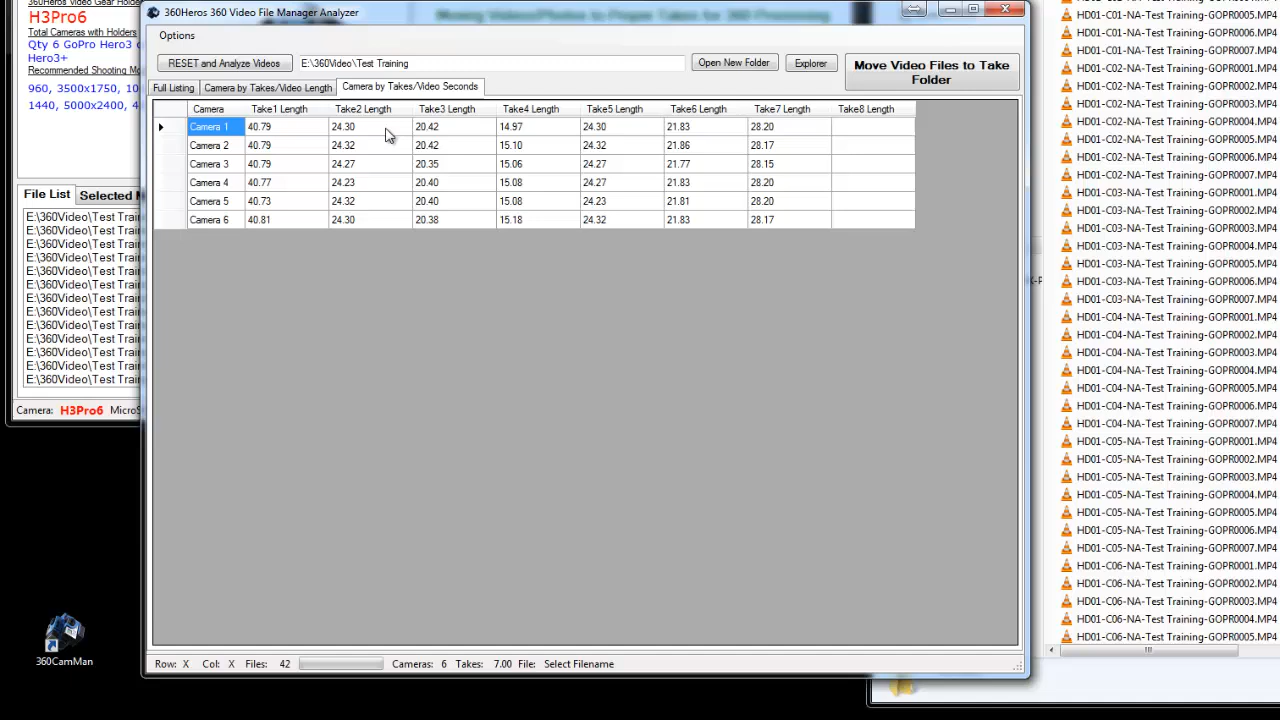 360Heros Video Gear Holder
H3Pro6
Total Cameras with Holders
Qty 6 GoPro Hero3
Hero3+
Recommended Shooting Mo
960, 3500x1750, 10
1440, 5000x2400, 4
File List Selected
E:\360Video\Test Train
E:\360Video\Test Train
E:\360Video\Test Train
E:\360Video\Test Train
E:\360Video\Test Train
E:\360Video\Test Train
E:\360Video\Test Train
E:\360Video\Test Train
E:\360Video\Test Train
E:\360Video\Test Train
E:\360Video\Test Train
E:\360Video\Test Train
E:\360Video\Test Train
Camera: H3Pro6 MicroS
360CamMan
360Heros 360 Video File Manager Analyzer
Moving Videos/Photos to Proper Takes for 360 Processing
Options
RESET and Analyze Videos E:\360Video\Test Training Open New Folder Explorer
Move Video Files to Take
Folder
Full Listing Camera by Takes/Video Length Camera by Takes/Video Seconds
Camera Take1 Length Take2 Length Take3 Length Take4 Length Take5 Length Take6 Length Take7 Length Take8 Length
Camera 1 40.79 24.30 20.42 14.97 24.30 21.83 28.20
Camera 2 40.79 24.32 20.42 15.10 24.32 21.86 28.17
Camera 3 40.79 24.27 20.35 15.06 24.32 21.77 28.15
Camera 4 40.77 24.23 20.40 15.08 24.27 21.83 28.20
Camera 5 40.73 24.32 20.40 15.08 24.23 21.81 28.20
Camera 6 40.81 24.30 20.38 15.18 24.32 21.83 28.17
Row: X Col: X Files: 42 Cameras: 6 Takes: 7.00 File: Select Filename
HD01-C01-NA-Test Training-GOPR0005.MP4
HD01-C01-NA-Test Training-GOPR0006.MP4
HD01-C01-NA-Test Training-GOPR0007.MP4
HD01-C02-NA-Test Training-GOPR0001.MP4
HD01-C02-NA-Test Training-GOPR0002.MP4
HD01-C02-NA-Test Training-GOPR0003.MP4
HD01-C02-NA-Test Training-GOPR0004.MP4
HD01-C02-NA-Test Training-GOPR0005.MP4
HD01-C02-NA-Test Training-GOPR0006.MP4
HD01-C02-NA-Test Training-GOPR0007.MP4
HD01-C03-NA-Test Training-GOPR0001.MP4
HD01-C03-NA-Test Training-GOPR0002.MP4
HD01-C03-NA-Test Training-GOPR0003.MP4
HD01-C03-NA-Test Training-GOPR0004.MP4
HD01-C03-NA-Test Training-GOPR0005.MP4
HD01-C03-NA-Test Training-GOPR0006.MP4
HD01-C03-NA-Test Training-GOPR0007.MP4
HD01-C04-NA-Test Training-GOPR0001.MP4
HD01-C04-NA-Test Training-GOPR0002.MP4
HD01-C04-NA-Test Training-GOPR0003.MP4
HD01-C04-NA-Test Training-GOPR0004.MP4
HD01-C04-NA-Test Training-GOPR0005.MP4
HD01-C04-NA-Test Training-GOPR0006.MP4
HD01-C04-NA-Test Training-GOPR0007.MP4
HD01-C05-NA-Test Training-GOPR0001.MP4
HD01-C05-NA-Test Training-GOPR0002.MP4
HD01-C05-NA-Test Training-GOPR0003.MP4
HD01-C05-NA-Test Training-GOPR0004.MP4
HD01-C05-NA-Test Training-GOPR0005.MP4
HD01-C05-NA-Test Training-GOPR0006.MP4
HD01-C05-NA-Test Training-GOPR0007.MP4
HD01-C06-NA-Test Training-GOPR0001.MP4
HD01-C06-NA-Test Training-GOPR0002.MP4
HD01-C06-NA-Test Training-GOPR0003.MP4
HD01-C06-NA-Test Training-GOPR0004.MP4
HD01-C06-NA-Test Training-GOPR0005.MP4